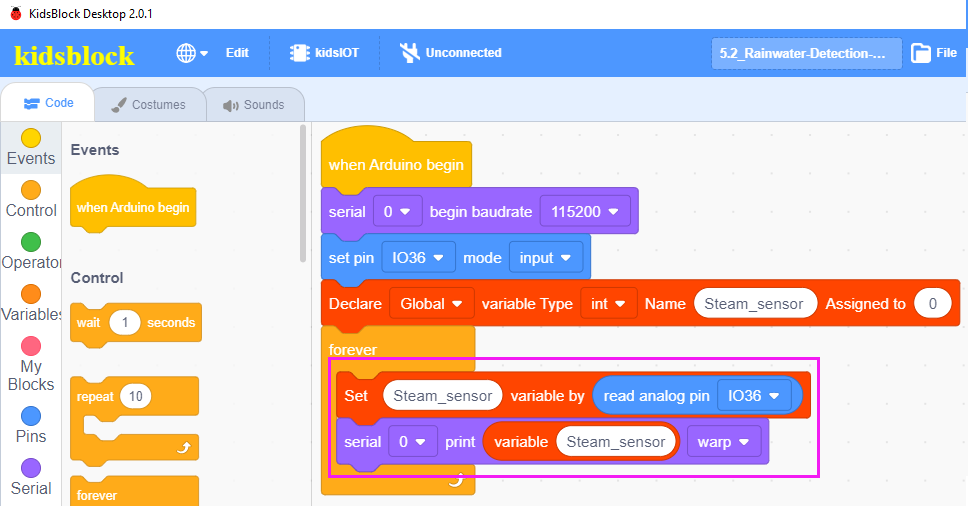 KidsBlock Desktop 2.0.1
kidsblock Edit kidsIOT Unconnected 5.2_Rainwater-Detection-... File
Code Costumes Sounds
Events
Control
Operator
Variables
My
Blocks
Pins
Serial
Events
when Arduino begin
Control
wait 1 seconds
repeat 10
forever
when Arduino begin
serial 0 begin baudrate 115200
set pin IO36 mode input
Declare Global variable Type int Name Steam_sensor Assigned to 0
forever
Set Steam_sensor variable by read analog pin IO36
serial 0 print variable Steam_sensor warp